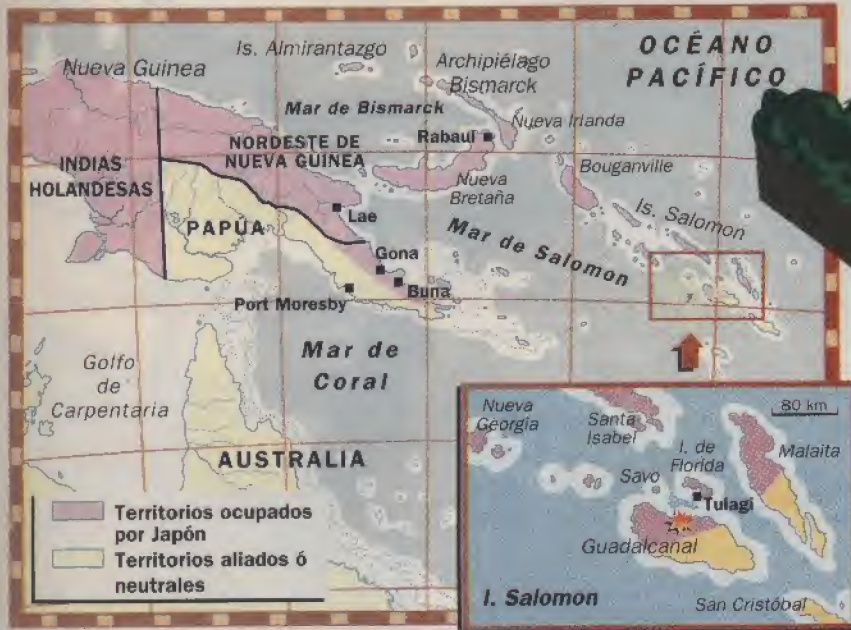 Is. Almirantazgo
OCÉANO
PACÍFICO
Nueva Guinea
Archipiélago
Bismarck
Mar de Bismarck
Nueva Irlanda
Rabaul
NORDESTE DE
NUEVA GUINEA
INDIAS
HOLANDESAS
Bouganville
Nueva
Bretaña
Lae
Is. Salomon
PAPÚA
Mar de Salomon
Gona
Buna
Port Moresby
Mar de
Coral
Golfo
de
Carpentaria
AUSTRALIA
Territorios ocupados
por Japón
Territorios aliados ó
neutrales
80 km
Nueva
Georgia
Santa
Isabel
I. de
Florida
Malaita
Savo
Tulagi
Guadalcanal
I. Salomon
San Cristóbal